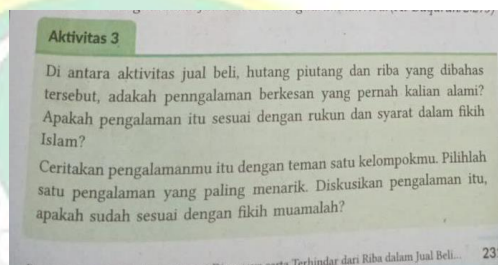 Aktivitas 3
Di antara aktivitas jual beli, hutang piutang dan riba yang dibahas
tersebut, adakah penngalaman berkesan yang pernah kalian alami?
Apakah pengalaman itu sesuai dengan rukun dan syarat dalam fikih
Islam?
Ceritakan pengalamanmu itu dengan teman satu kelompokmu. Pilihlah
satu pengalaman yang paling menarik. Diskusikan pengalaman itu,
apakah sudah sesuai dengan fikih muamalah?
Terhindar dari Riba dalam Jual Beli... 23